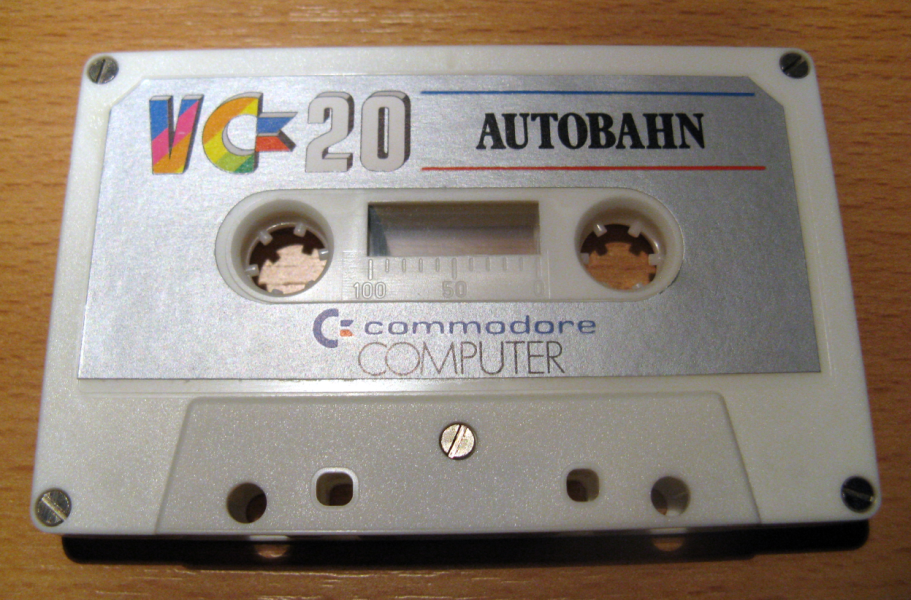 VC-20
AUTOBAHN
100 50 0
commodore
COMPUTER